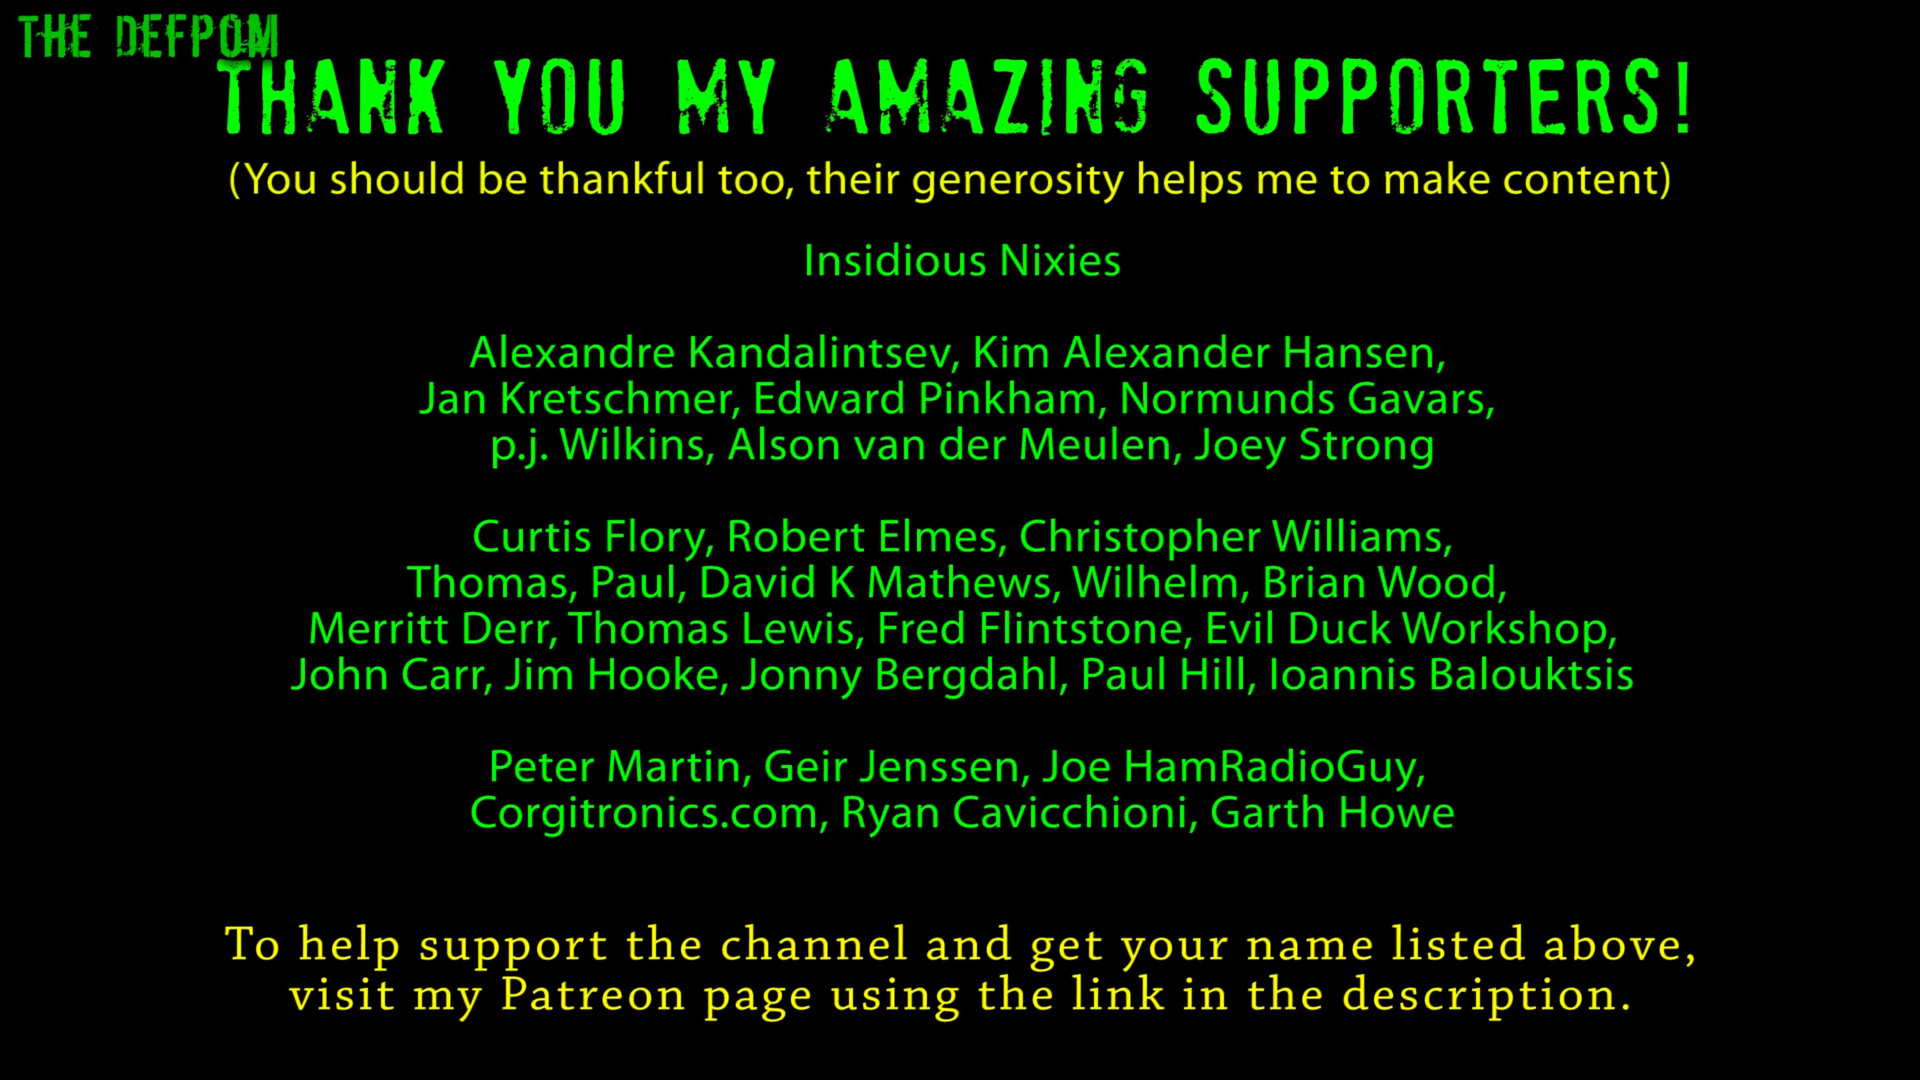 THE DEFPOM
THANK YOU MY AMAZING SUPPORTERS!
(You should be thankful too, their generosity helps me to make content)
Insidious Nixies
Alexandre Kandalintsev, Kim Alexander Hansen,
Jan Kretschmer, Edward Pinkham, Normunds Gavars,
p.j. Wilkins, Alson van der Meulen, Joey Strong
Curtis Flory, Robert Elmes, Christopher Williams,
Thomas, Paul, David K Mathews, Wilhelm, Brian Wood,
Merritt Derr, Thomas Lewis, Fred Flintstone, Evil Duck Workshop,
John Carr, Jim Hooke, Jonny Bergdahl, Paul Hill, Ioannis Balouktsis
Peter Martin, Geir Jenssen, Joe HamRadioGuy,
Corgitronics.com, Ryan Cavicchioni, Garth Howe
To help support the channel and get your name listed above,
visit my Patreon page using the link in the description.